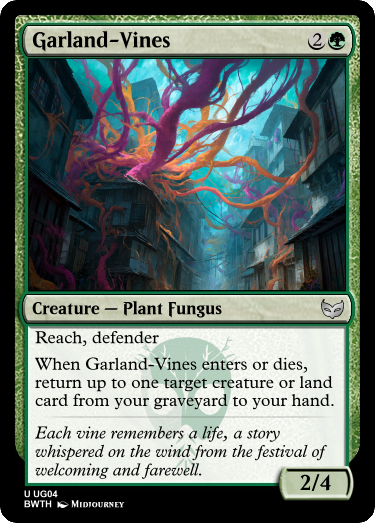 Garland-Vines 2
Creature — Plant Fungus
Reach, defender
When Garland-Vines enters or dies,
return up to one target creature or land
card from your graveyard to your hand.
Each vine remembers a life, a story
whispered on the wind from the festival of
welcoming and farewell.
2/4
U UG04
BWTH Midjourney